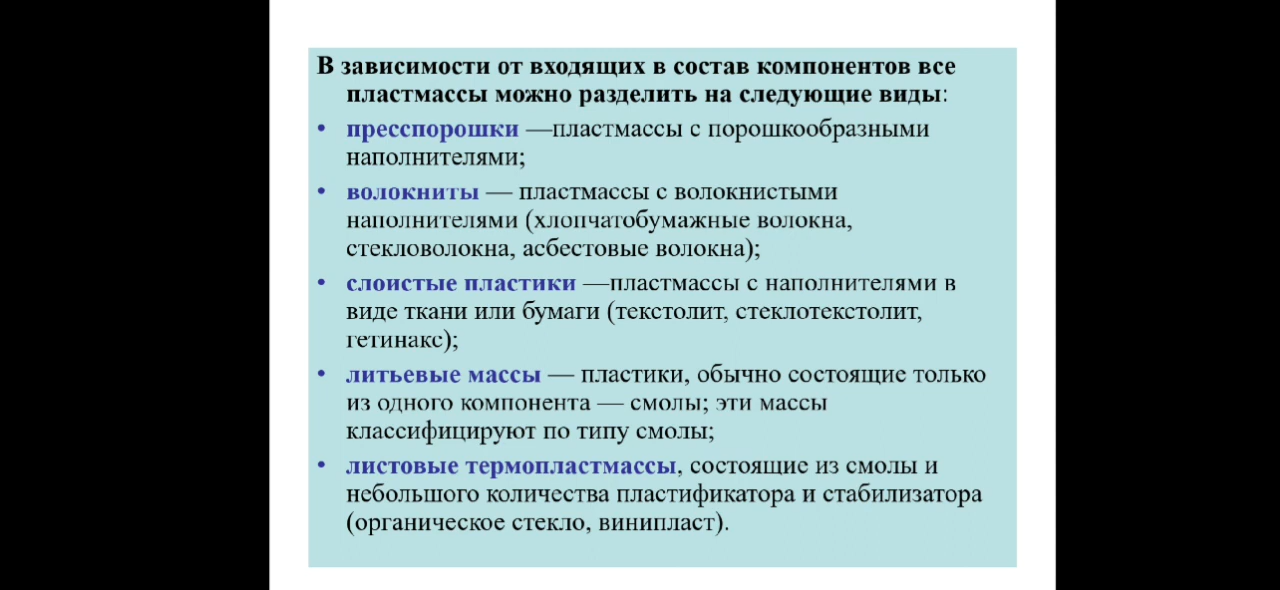 В зависимости от входящих в состав компонентов все
пластмассы можно разделить на следующие виды:
• пресспорошки —пластмассы с порошкообразными
наполнителями;
• волокниты — пластмассы с волокнистыми
наполнителями (хлопчатобумажные волокна,
стекловолокна, асбестовые волокна);
• слоистые пластики —пластмассы с наполнителями в
виде ткани или бумаги (текстолит, стеклотекстолит,
гетинакс);
• литьевые массы — пластики, обычно состоящие только
из одного компонента — смолы; эти массы
классифицируют по типу смолы;
• листовые термопластмассы, состоящие из смолы и
небольшого количества пластификатора и стабилизатора
(органическое стекло, винипласт).